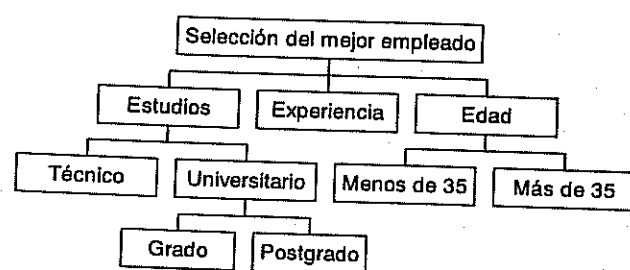 Selección del mejor empleado
Estudios
Experiencia
Edad
Técnico
Universitario
Menos de 35
Más de 35
Grado
Postgrado